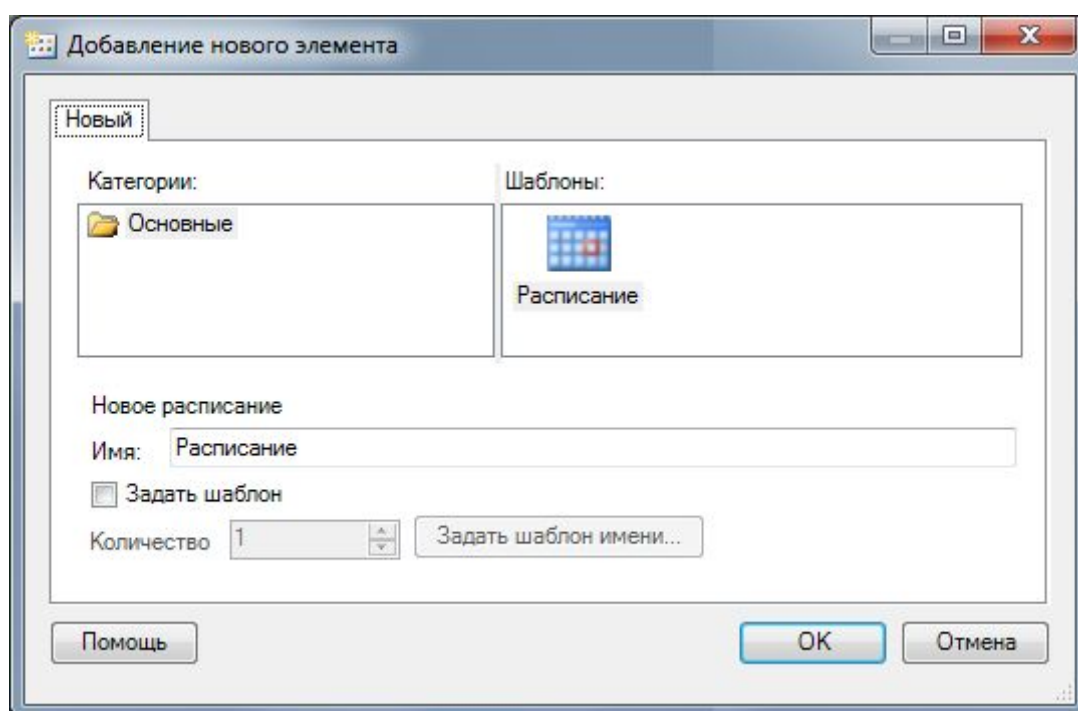 Добавление нового элемента
Новый
Категории:
Шаблоны:
Основные
Расписание
Новое расписание
Имя: Расписание
Задать шаблон
Количество 1 Задать шаблон имени...
Помощь OK Отмена